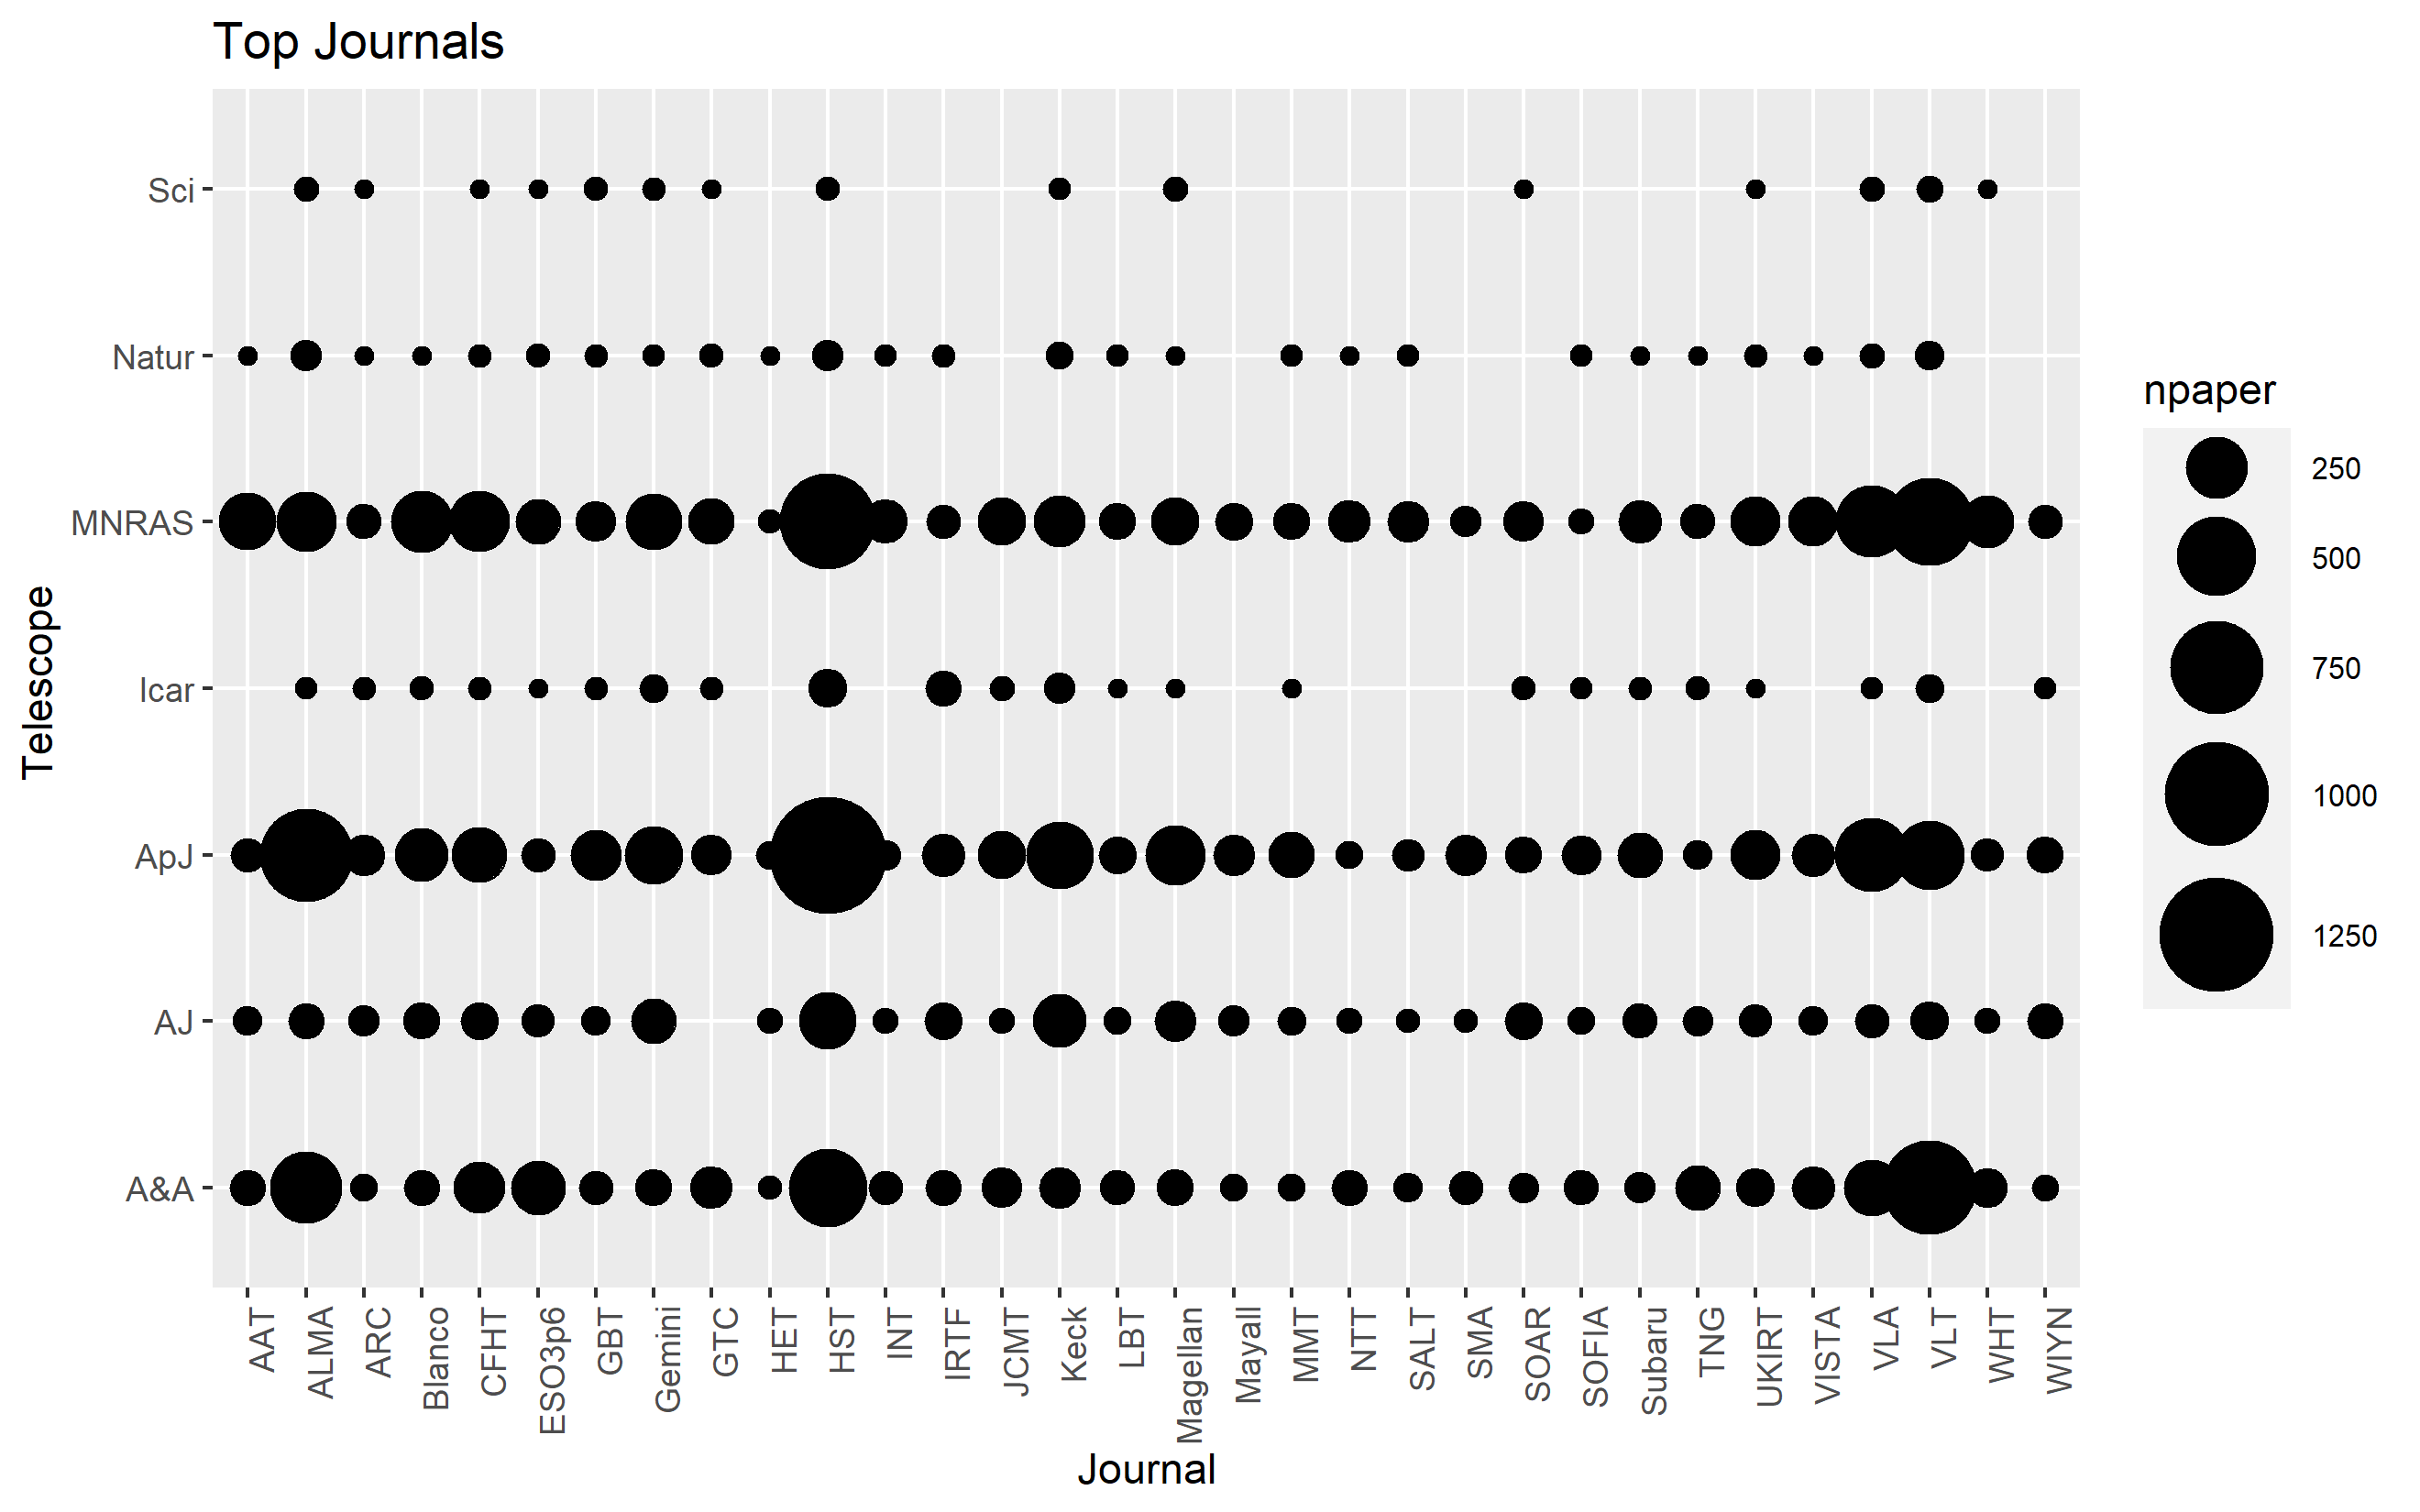 Top Journals
Telescope
Sci
Natur
MNRAS
Icar
ApJ
AJ
A&A
AAT
ALMA
ARC
Blanco
CFHT
ESO3p6
GBT
Gemini
GTC
HET
HST
INT
IRTF
JCMT
Keck
LBT
Magellan
Mayall
MMT
NTT
SALT
SMA
SOAR
SOFIA
Subaru
TNG
UKIRT
VISTA
VLA
VLT
WHT
WIYN
Journal
npaper
250
500
750
1000
1250